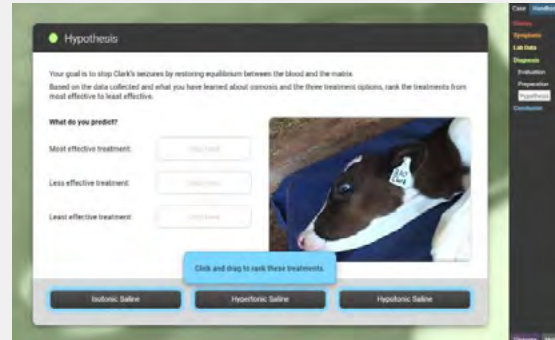 Case Handbook
Hypothesis
History
Symptoms
Lab Data
Diagnosis
Evaluation
Preparation
Hypothesis
Conclusion
Your goal is to stop Clark's seizures by restoring equilibrium between the blood and the matrix.
Based on the data collected and what you have learned about osmosis and the three treatment options, rank the treatments from
most effective to least effective.
What do you predict?
Most effective treatment:
Less effective treatment:
Least effective treatment:
Click and drag to rank these treatments.
Isotonic Saline
Hypertonic Saline
Hypotonic Saline